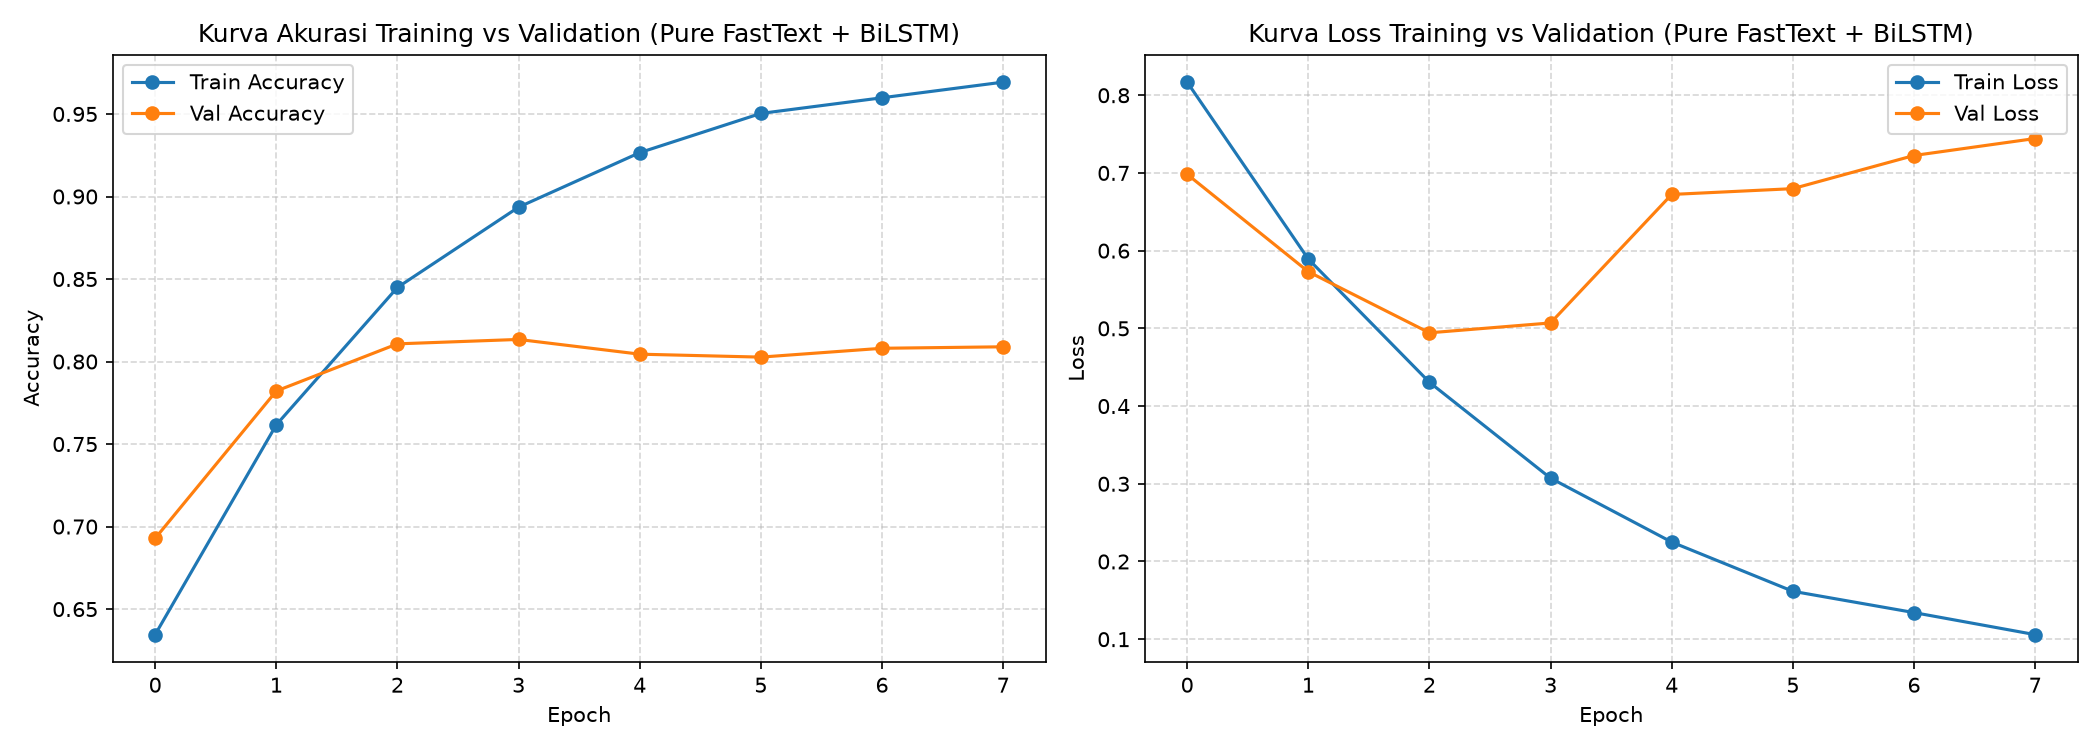 Kurva Akurasi Training vs Validation (Pure FastText + BiLSTM)
Train Accuracy
Val Accuracy
Accuracy
0.95
0.90
0.85
0.80
0.75
0.70
0.65
0 1 2 3 4 5 6 7
Epoch
Kurva Loss Training vs Validation (Pure FastText + BiLSTM)
Train Loss
Val Loss
Loss
0.8
0.7
0.6
0.5
0.4
0.3
0.2
0.1
0 1 2 3 4 5 6 7
Epoch